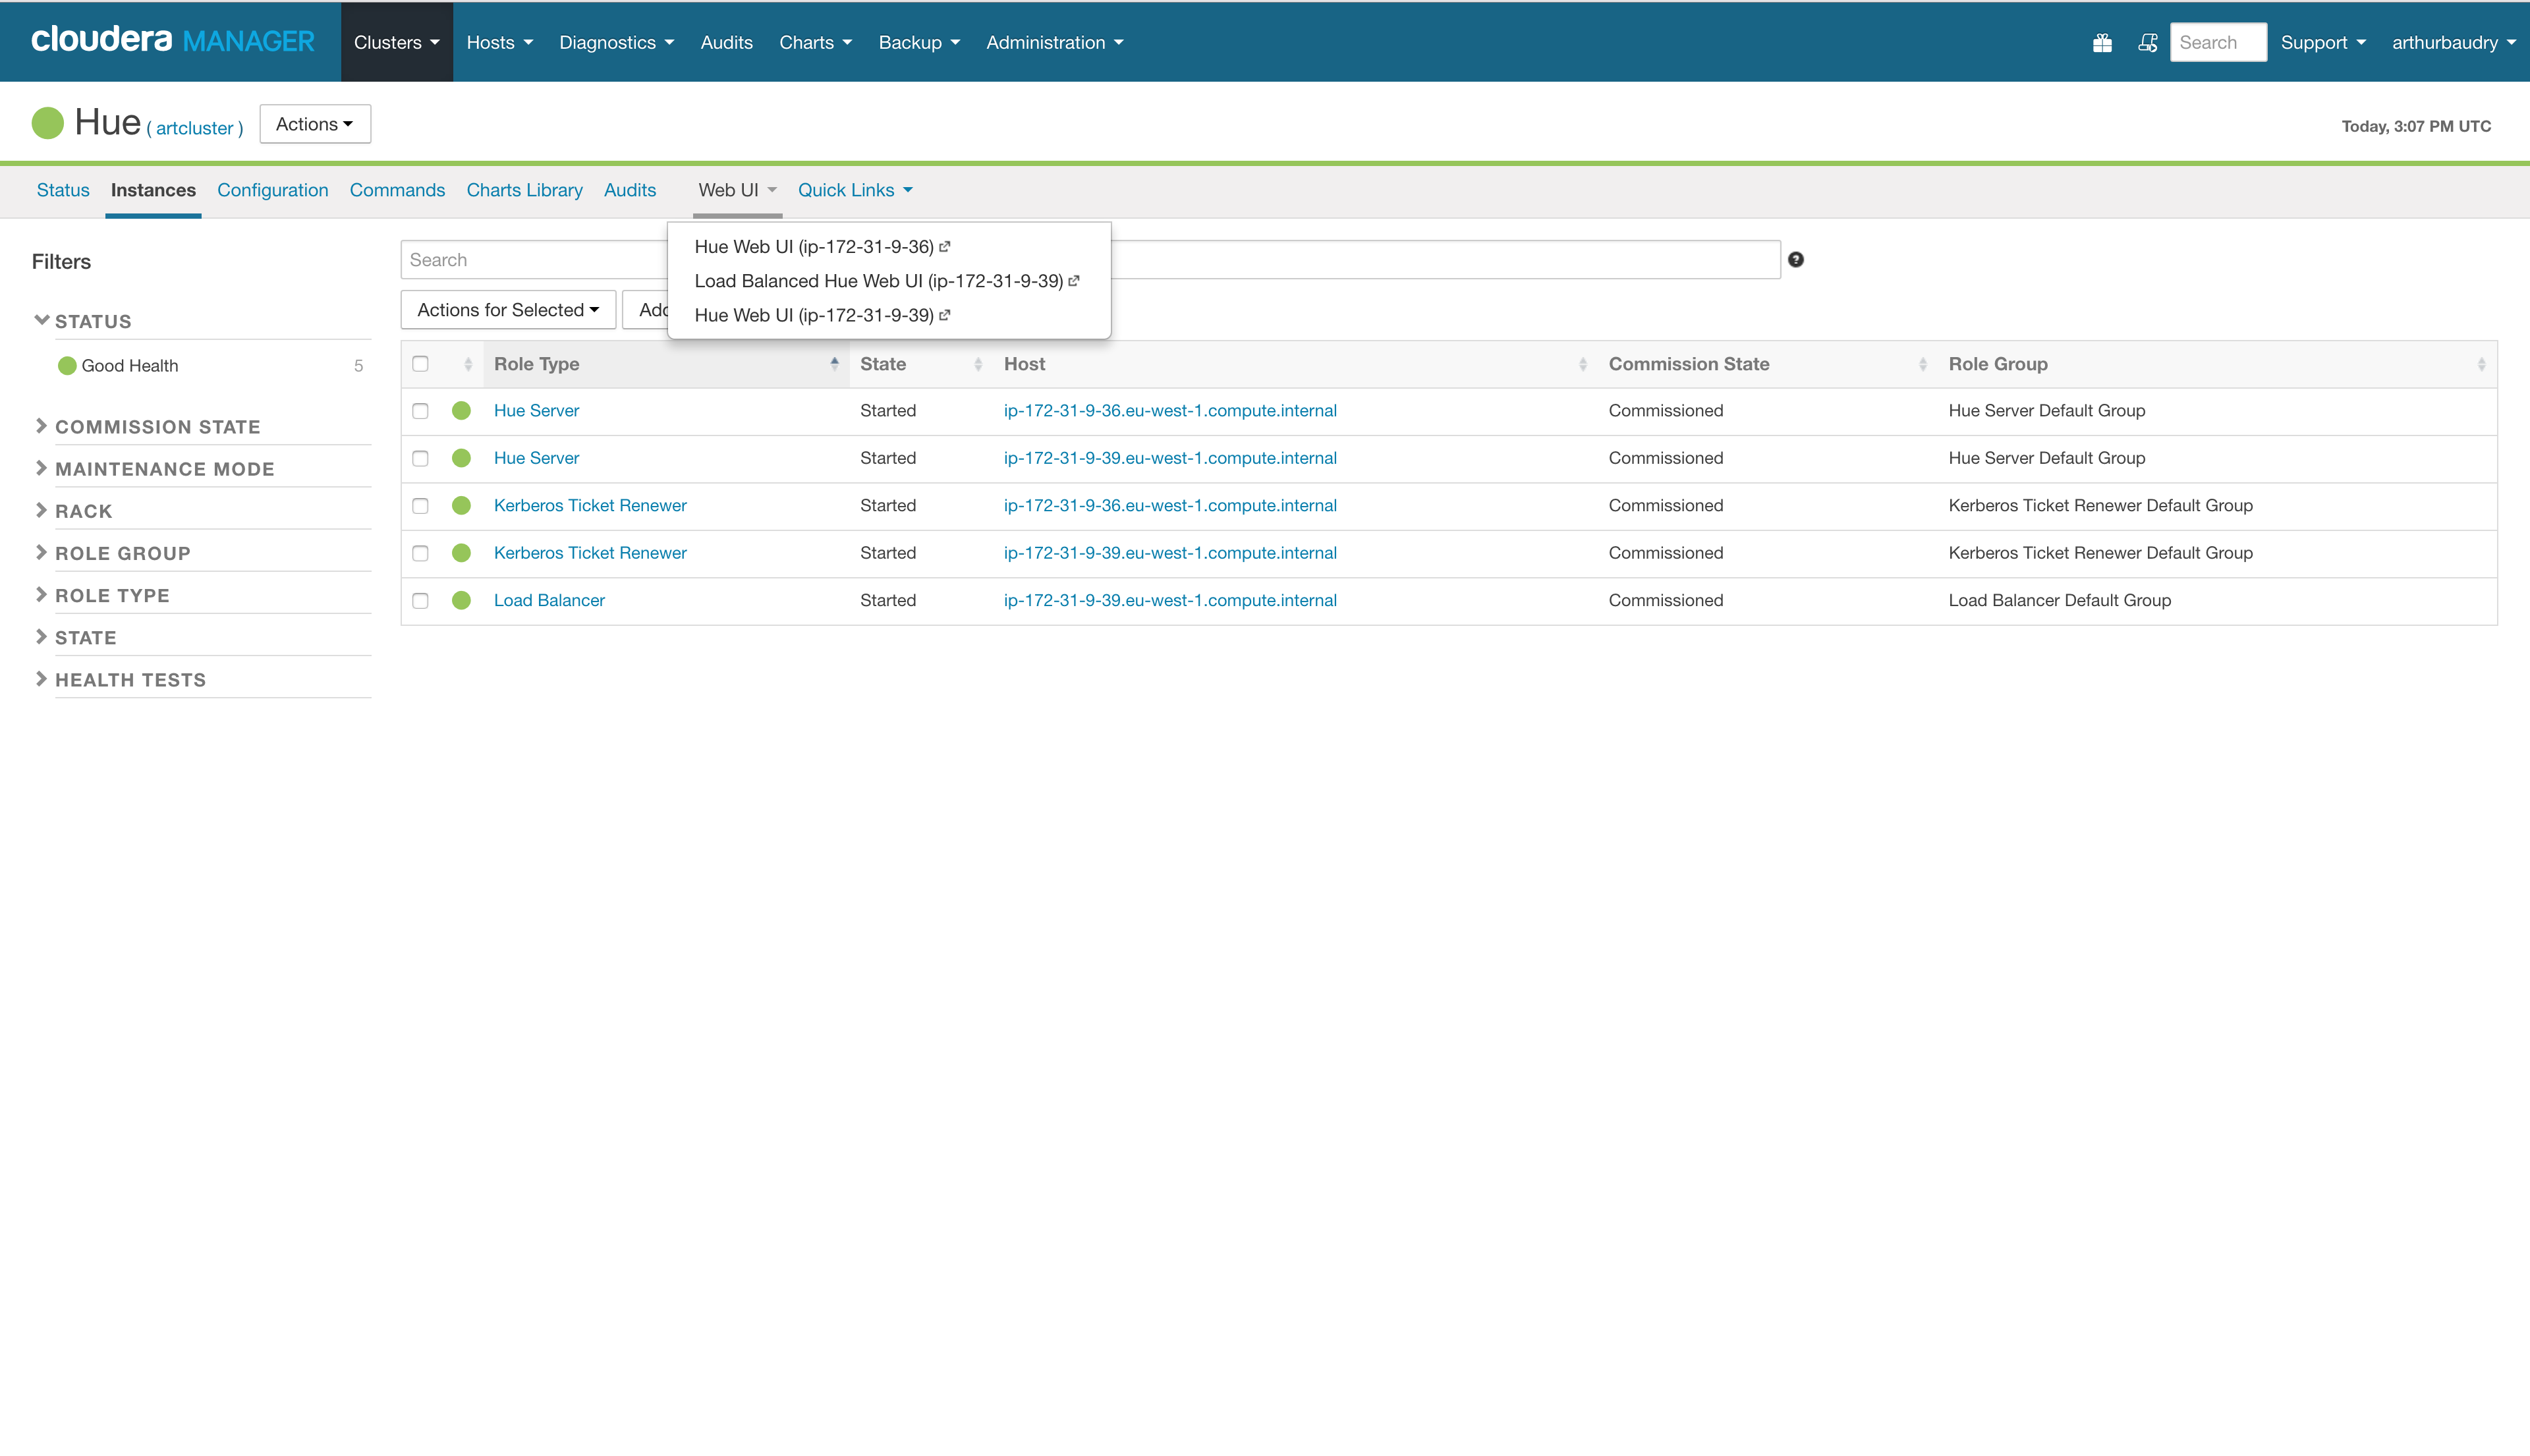 cloudera MANAGER Clusters Hosts Diagnostics Audits Charts Backup Administration Search Support arthurbaudry
Hue ( artcluster ) Actions Today, 3:07 PM UTC
Status Instances Configuration Commands Charts Library Audits Web UI Quick Links
Hue Web UI (ip-172-31-9-36)
Load Balanced Hue Web UI (ip-172-31-9-39)
Hue Web UI (ip-172-31-9-39)
Filters
STATUS
Good Health 5
COMMISSION STATE
MAINTENANCE MODE
RACK
ROLE GROUP
ROLE TYPE
STATE
HEALTH TESTS
Search ?
Actions for Selected
Role Type State Host Commission State Role Group
Hue Server Started ip-172-31-9-36.eu-west-1.compute.internal Commissioned Hue Server Default Group
Hue Server Started ip-172-31-9-39.eu-west-1.compute.internal Commissioned Hue Server Default Group
Kerberos Ticket Renewer Started ip-172-31-9-36.eu-west-1.compute.internal Commissioned Kerberos Ticket Renewer Default Group
Kerberos Ticket Renewer Started ip-172-31-9-39.eu-west-1.compute.internal Commissioned Kerberos Ticket Renewer Default Group
Load Balancer Started ip-172-31-9-39.eu-west-1.compute.internal Commissioned Load Balancer Default Group